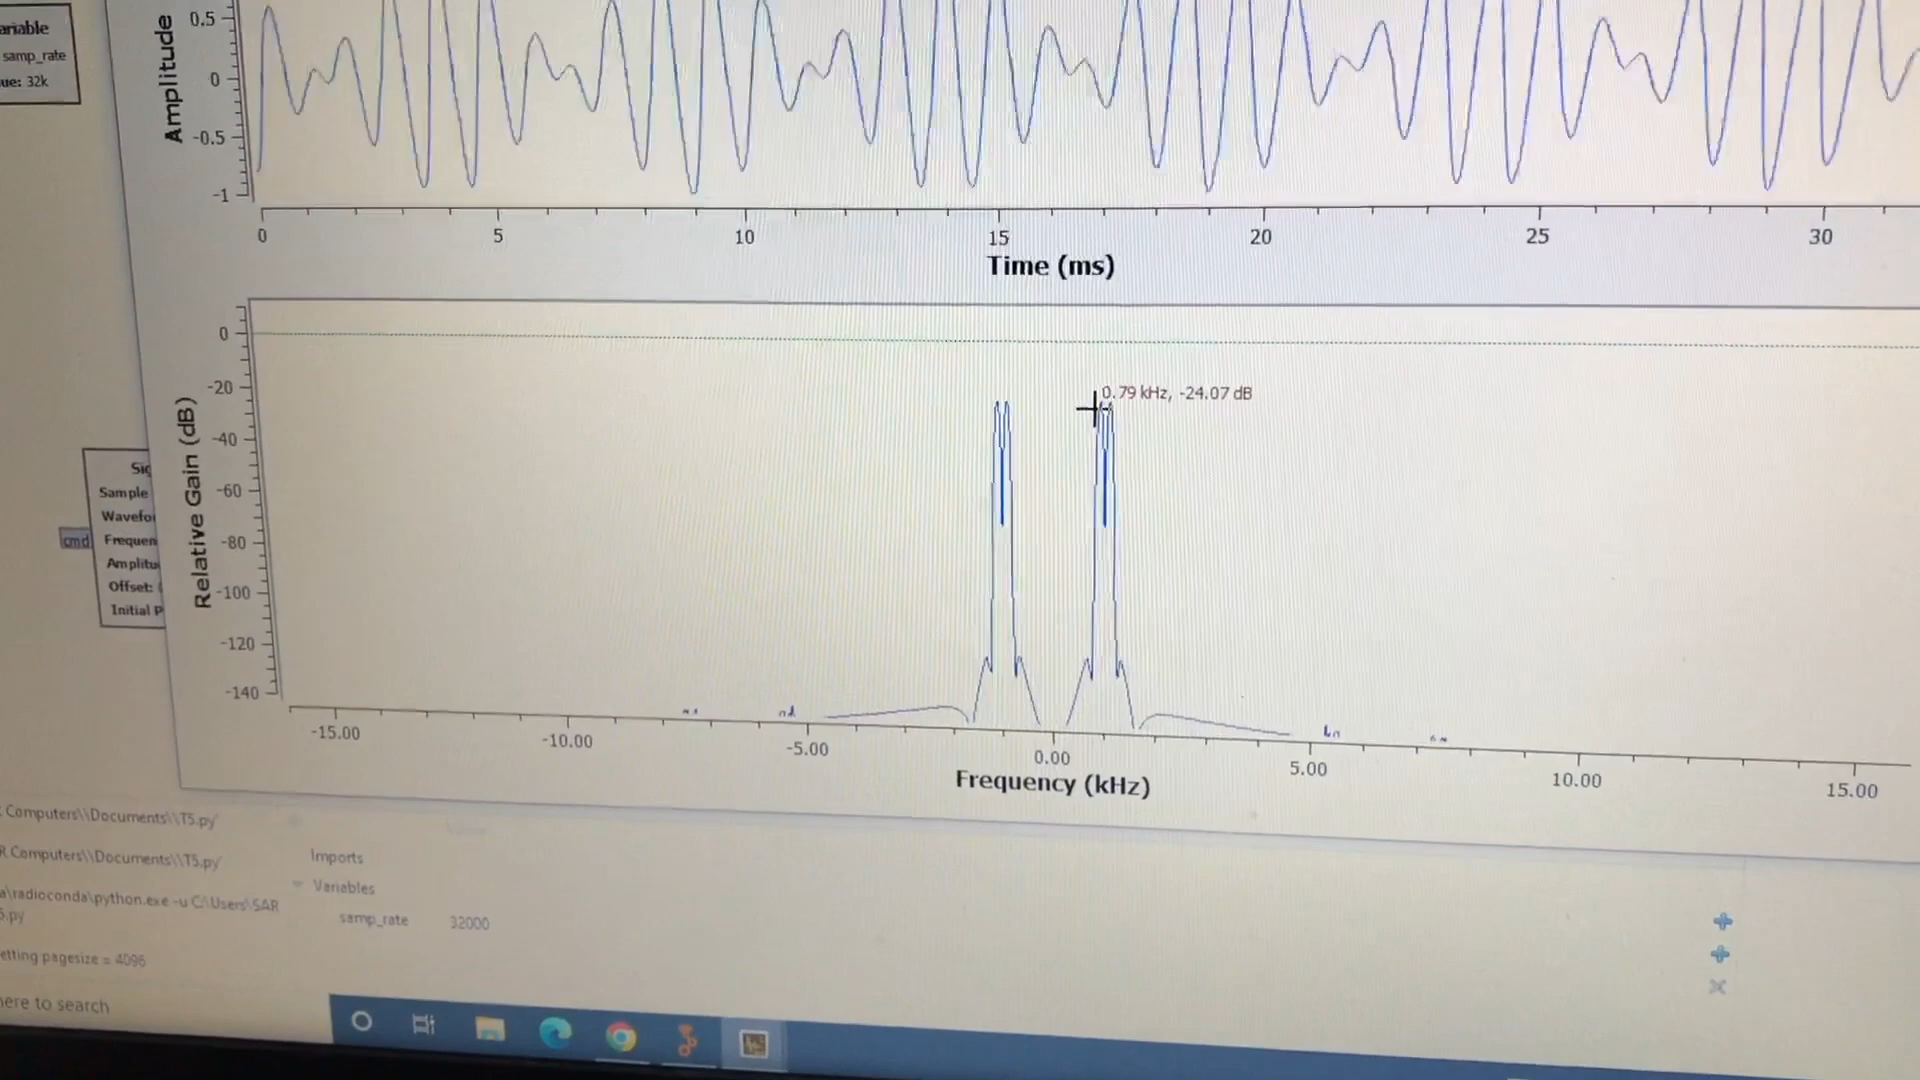 ariable
samp_rate
ue: 32k
Amplitude
0.5
0
-0.5
-1
0 5 10 15 20 25 30
Time (ms)
Relative Gain (dB)
0
-20
-40
-60
-80
-100
-120
-140
0.79 kHz, -24.07 dB
-15.00 -10.00 -5.00 0.00 5.00 10.00 15.00
Frequency (kHz)
Sig
Sample
Wavefo
cmd
Frequen
Amplitu
Offset:
Initial P
Computers\\Documents\\T5.py'
R Computers\\Documents\\T5.py'
a\radioconda\python.exe -u C:\Users\SAR
5.py
etting pagesize = 4096
Imports
Variables
samp_rate 32000
here to search